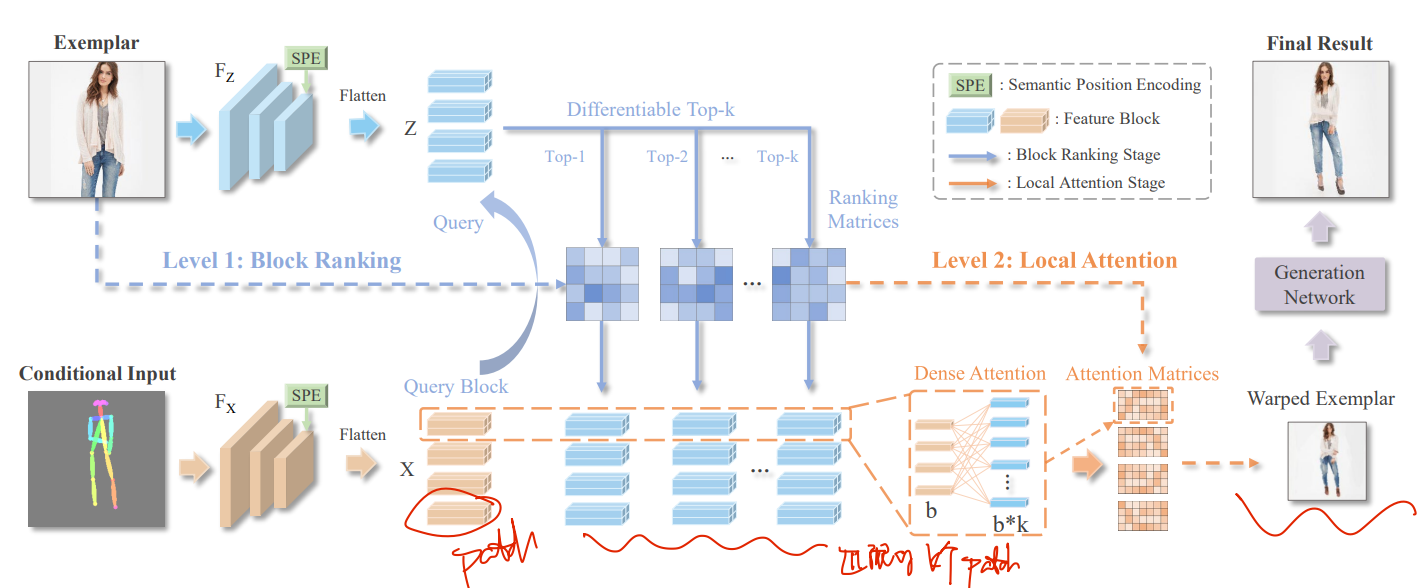 Exemplar
SPE
F_Z
Flatten
Z
Differentiable Top-k
Top-1
Top-2
...
Top-k
SPE : Semantic Position Encoding
: Feature Block
: Block Ranking Stage
: Local Attention Stage
Final Result
Query
Ranking
Matrices
Level 1: Block Ranking
...
Level 2: Local Attention
Generation
Network
Conditional Input
SPE
F_X
Flatten
X
Query Block
...
Dense Attention
b
b*k
Attention Matrices
Warped Exemplar
patch
匹配的 k个 patch